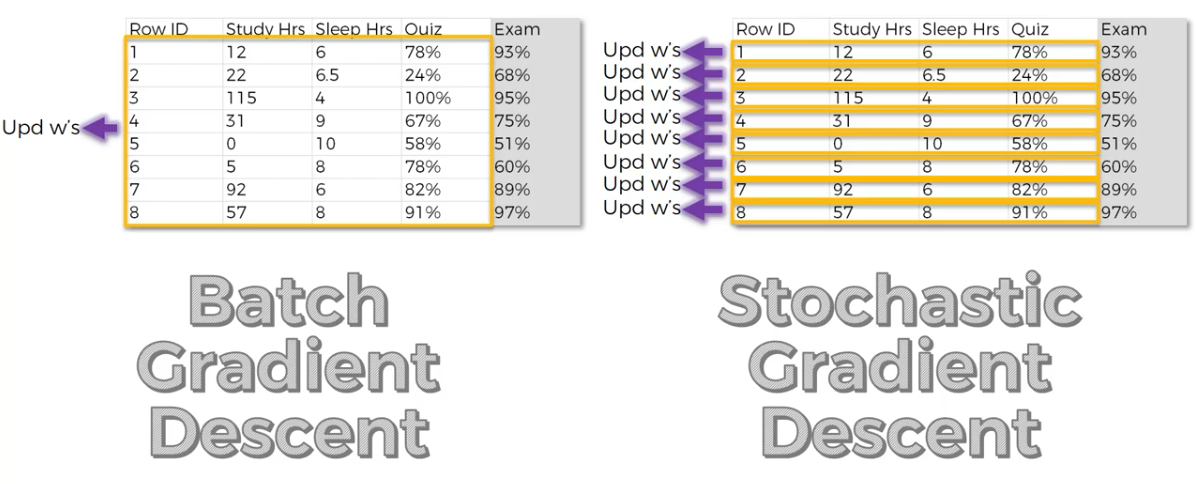 Row ID Study Hrs Sleep Hrs Quiz Exam
1 12 6 78% 93%
2 22 6.5 24% 68%
3 115 4 100% 95%
4 31 9 67% 75%
5 0 10 58% 51%
6 5 8 78% 60%
7 92 6 82% 89%
8 57 8 91% 97%
Upd w's
Batch
Gradient
Descent
Row ID Study Hrs Sleep Hrs Quiz Exam
Upd w's 1 12 6 78% 93%
Upd w's 2 22 6.5 24% 68%
Upd w's 3 115 4 100% 95%
Upd w's 4 31 9 67% 75%
Upd w's 5 0 10 58% 51%
Upd w's 6 5 8 78% 60%
Upd w's 7 92 6 82% 89%
Upd w's 8 57 8 91% 97%
Stochastic
Gradient
Descent